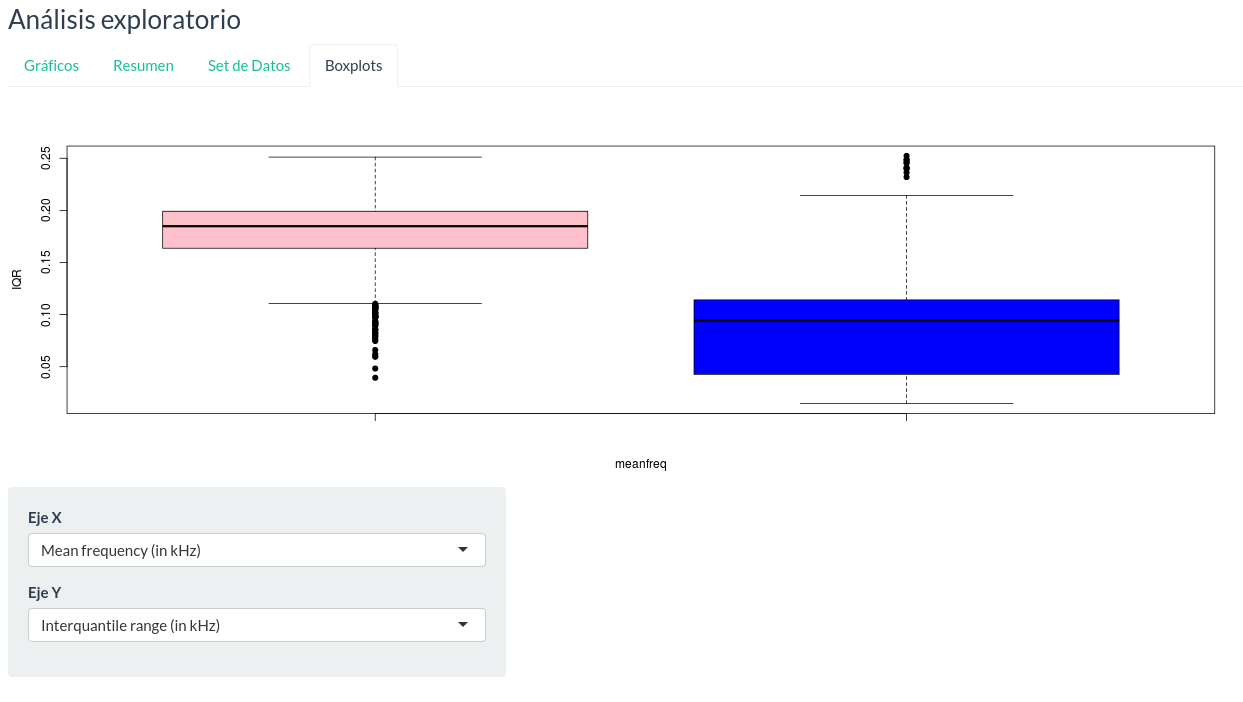 Análisis exploratorio
Gráficos Resumen Set de Datos Boxplots
0.25
0.20
0.15
0.10
0.05
IQR
meanfreq
Eje X
Mean frequency (in kHz)
Eje Y
Interquantile range (in kHz)